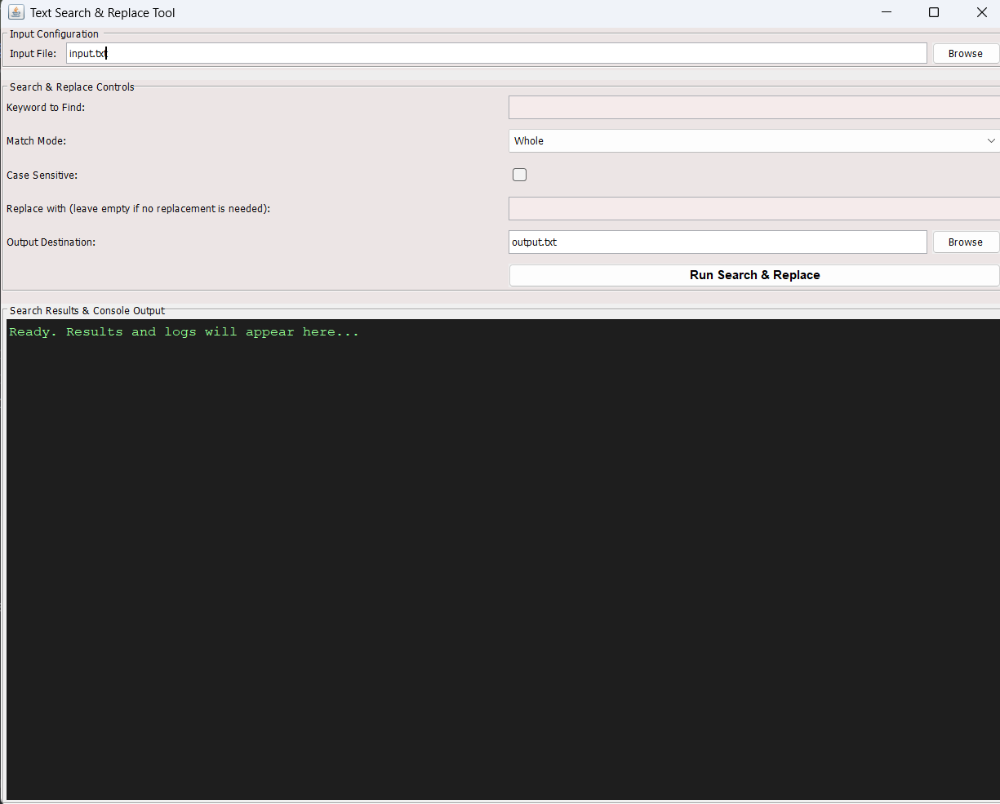 Text Search & Replace Tool
Input Configuration
Input File: input.txt Browse
Search & Replace Controls
Keyword to Find:
Match Mode: Whole
Case Sensitive:
Replace with (leave empty if no replacement is needed):
Output Destination: output.txt Browse
Run Search & Replace
Search Results & Console Output
Ready. Results and logs will appear here...